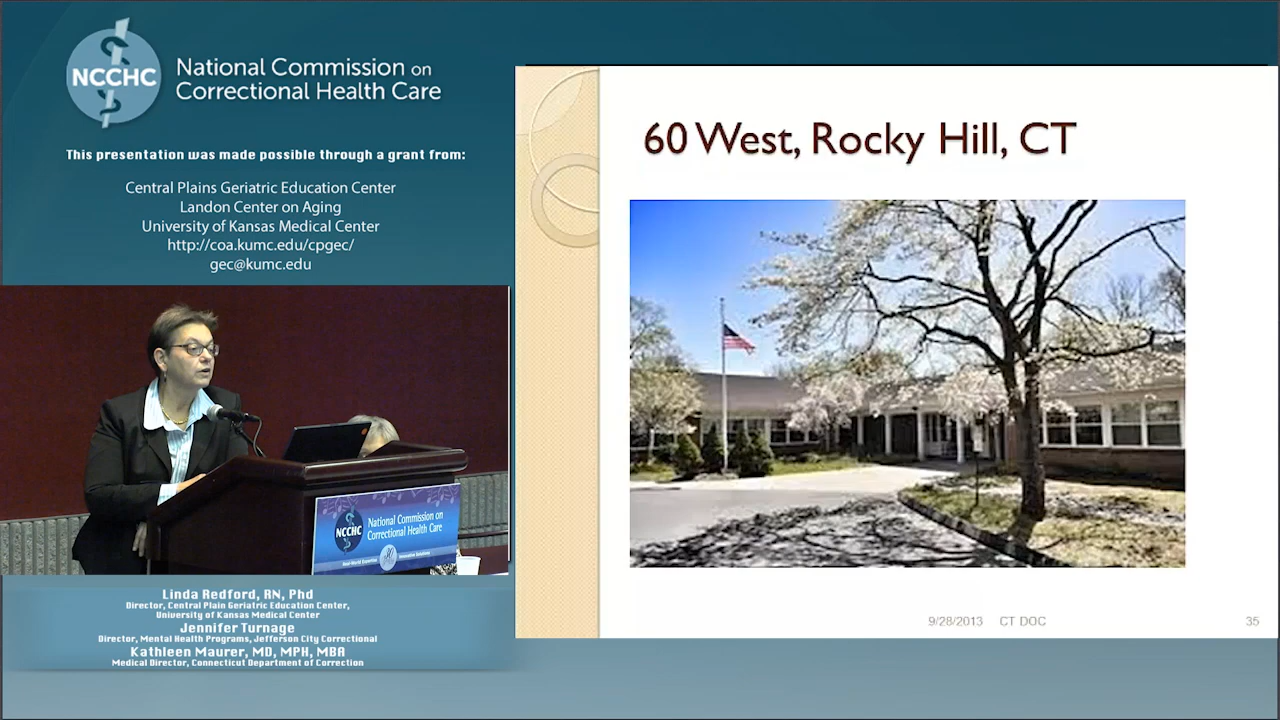 NCCHC
National Commission on
Correctional Health Care
This presentation was made possible through a grant from:
Central Plains Geriatric Education Center
Landon Center on Aging
University of Kansas Medical Center
http://coa.kumc.edu/cpgec/
gec@kumc.edu
NCCHC
National Commission on
Correctional Health Care
Linda Redford, RN, Phd
Director, Central Plain Geriatric Education Center,
University of Kansas Medical Center
Jennifer Turnage
Director, Mental Health Programs, Jefferson City Correctional
Kathleen Maurer, MD, MPH, MBA
Medical Director, Connecticut Department of Correction
60 West, Rocky Hill, CT
9/28/2013 CT DOC 35